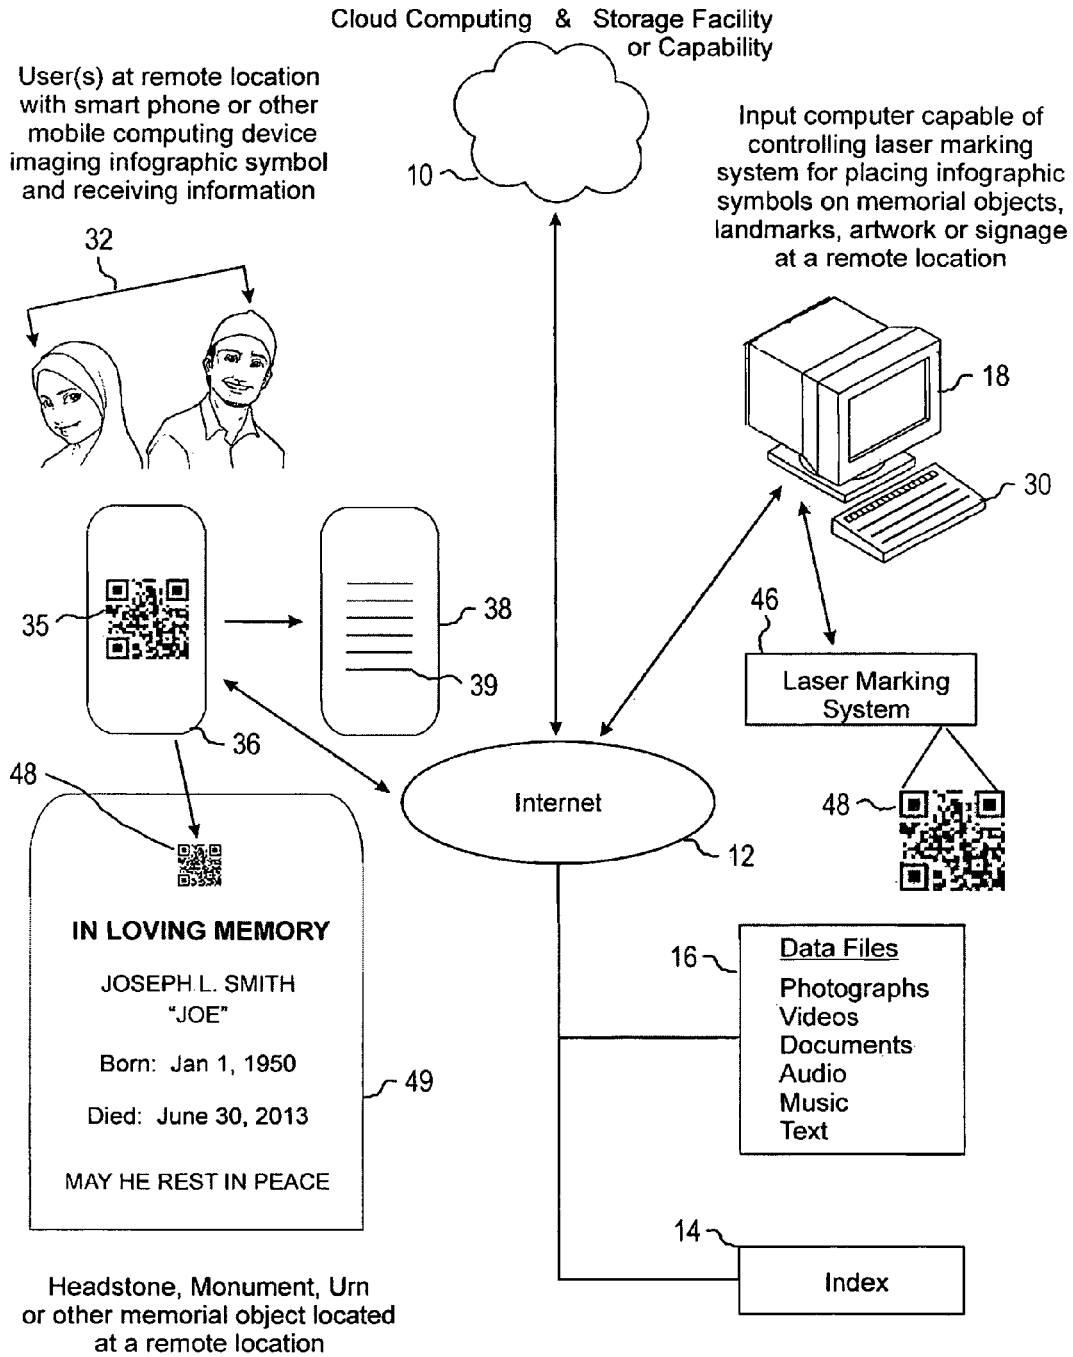 Cloud Computing & Storage Facility
or Capability
User(s) at remote location
with smart phone or other
mobile computing device
imaging infographic symbol
and receiving information
10
Input computer capable of
controlling laser marking
system for placing infographic
symbols on memorial objects,
landmarks, artwork or signage
at a remote location
32
18
30
35
38
39
36
46
Laser Marking
System
48
48
Internet
12
IN LOVING MEMORY
JOSEPH L. SMITH
"JOE"
Born: Jan 1, 1950
Died: June 30, 2013
MAY HE REST IN PEACE
49
16
Data Files
Photographs
Videos
Documents
Audio
Music
Text
14
Index
Headstone, Monument, Urn
or other memorial object located
at a remote location